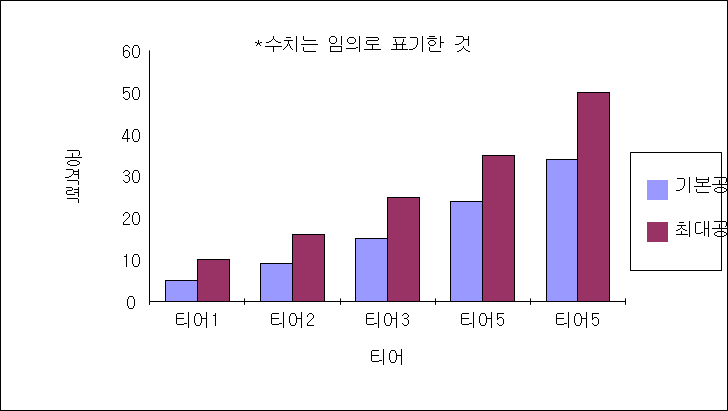 *수치는 임의로 표기한 것
60
50
40
30
20
10
0
공격력
티어1 티어2 티어3 티어5 티어5
티어
기본공
최대공